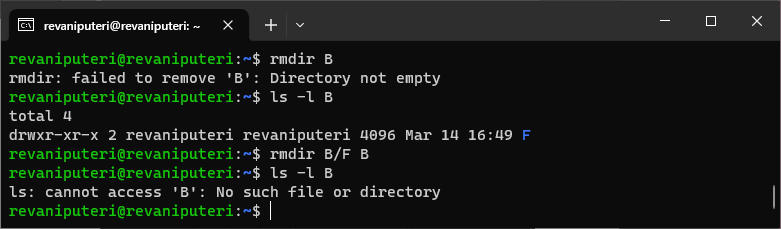 revaniputeri@revaniputeri: ~
revaniputeri@revaniputeri:~$ rmdir B
rmdir: failed to remove 'B': Directory not empty
revaniputeri@revaniputeri:~$ ls -l B
total 4
drwxr-xr-x 2 revaniputeri revaniputeri 4096 Mar 14 16:49 F
revaniputeri@revaniputeri:~$ rmdir B/F B
revaniputeri@revaniputeri:~$ ls -l B
ls: cannot access 'B': No such file or directory
revaniputeri@revaniputeri:~$